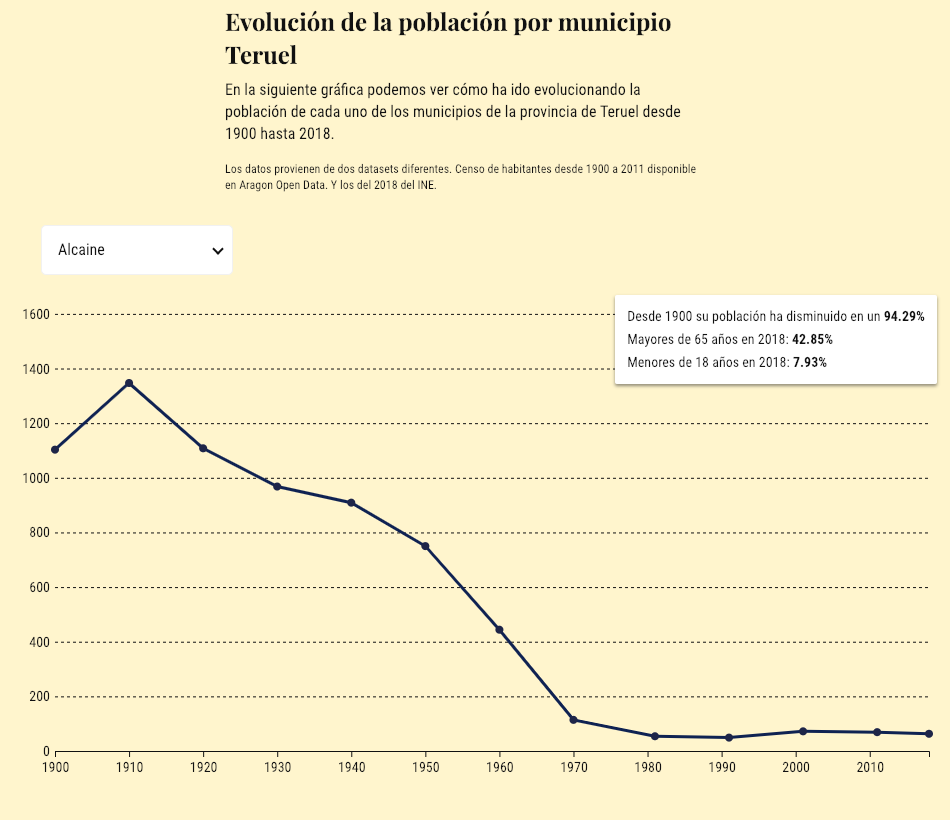 Evolución de la población por municipio
Teruel
En la siguiente gráfica podemos ver cómo ha ido evolucionando la
población de cada uno de los municipios de la provincia de Teruel desde
1900 hasta 2018.
Los datos provienen de dos datasets diferentes. Censo de habitantes desde 1900 a 2011 disponible
en Aragon Open Data. Y los del 2018 del INE.
Alcaine
Desde 1900 su población ha disminuido en un 94.29%
Mayores de 65 años en 2018: 42.85%
Menores de 18 años en 2018: 7.93%
1600
1400
1200
1000
800
600
400
200
0
1900 1910 1920 1930 1940 1950 1960 1970 1980 1990 2000 2010